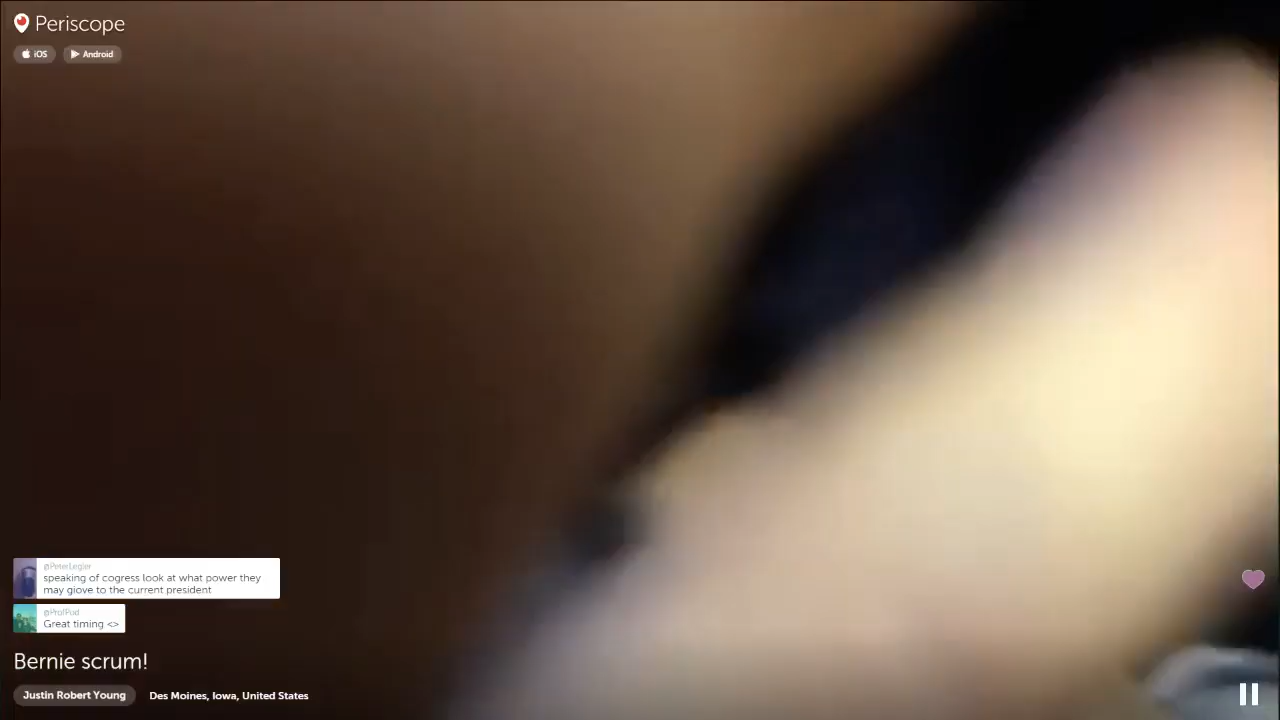 Periscope
iOS
Android
@PeterLegler
speaking of cogress look at what power they
may giove to the current president
@ProfPod
Great timing <>
Bernie scrum!
Justin Robert Young
Des Moines, Iowa, United States